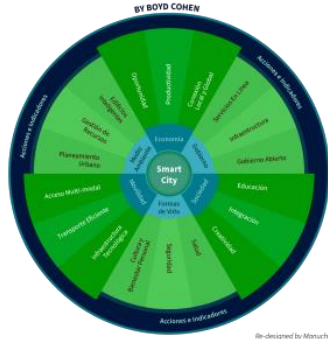 BY BOYD COHEN
Acciones e Indicadores
Acciones e Indicadores
Oportunidad
Productividad
Conexión
Local y Global
Edificios
Inteligentes
Gestión de
Recursos
Planeamiento
Urbano
Servicios En Línea
Infraestructura
Gobierno Abierto
Economía
Medio
Ambiente
Gobierno
Smart
City
Movilidad
Sociedad
Formas
de Vida
Acceso Multi-modal
Transporte Eficiente
Infraestructura
Tecnológica
Educación
Integración
Creatividad
Cultura y
Bienestar Personal
Seguridad
Salud
Acciones e Indicadores
Re-designed by Manuch